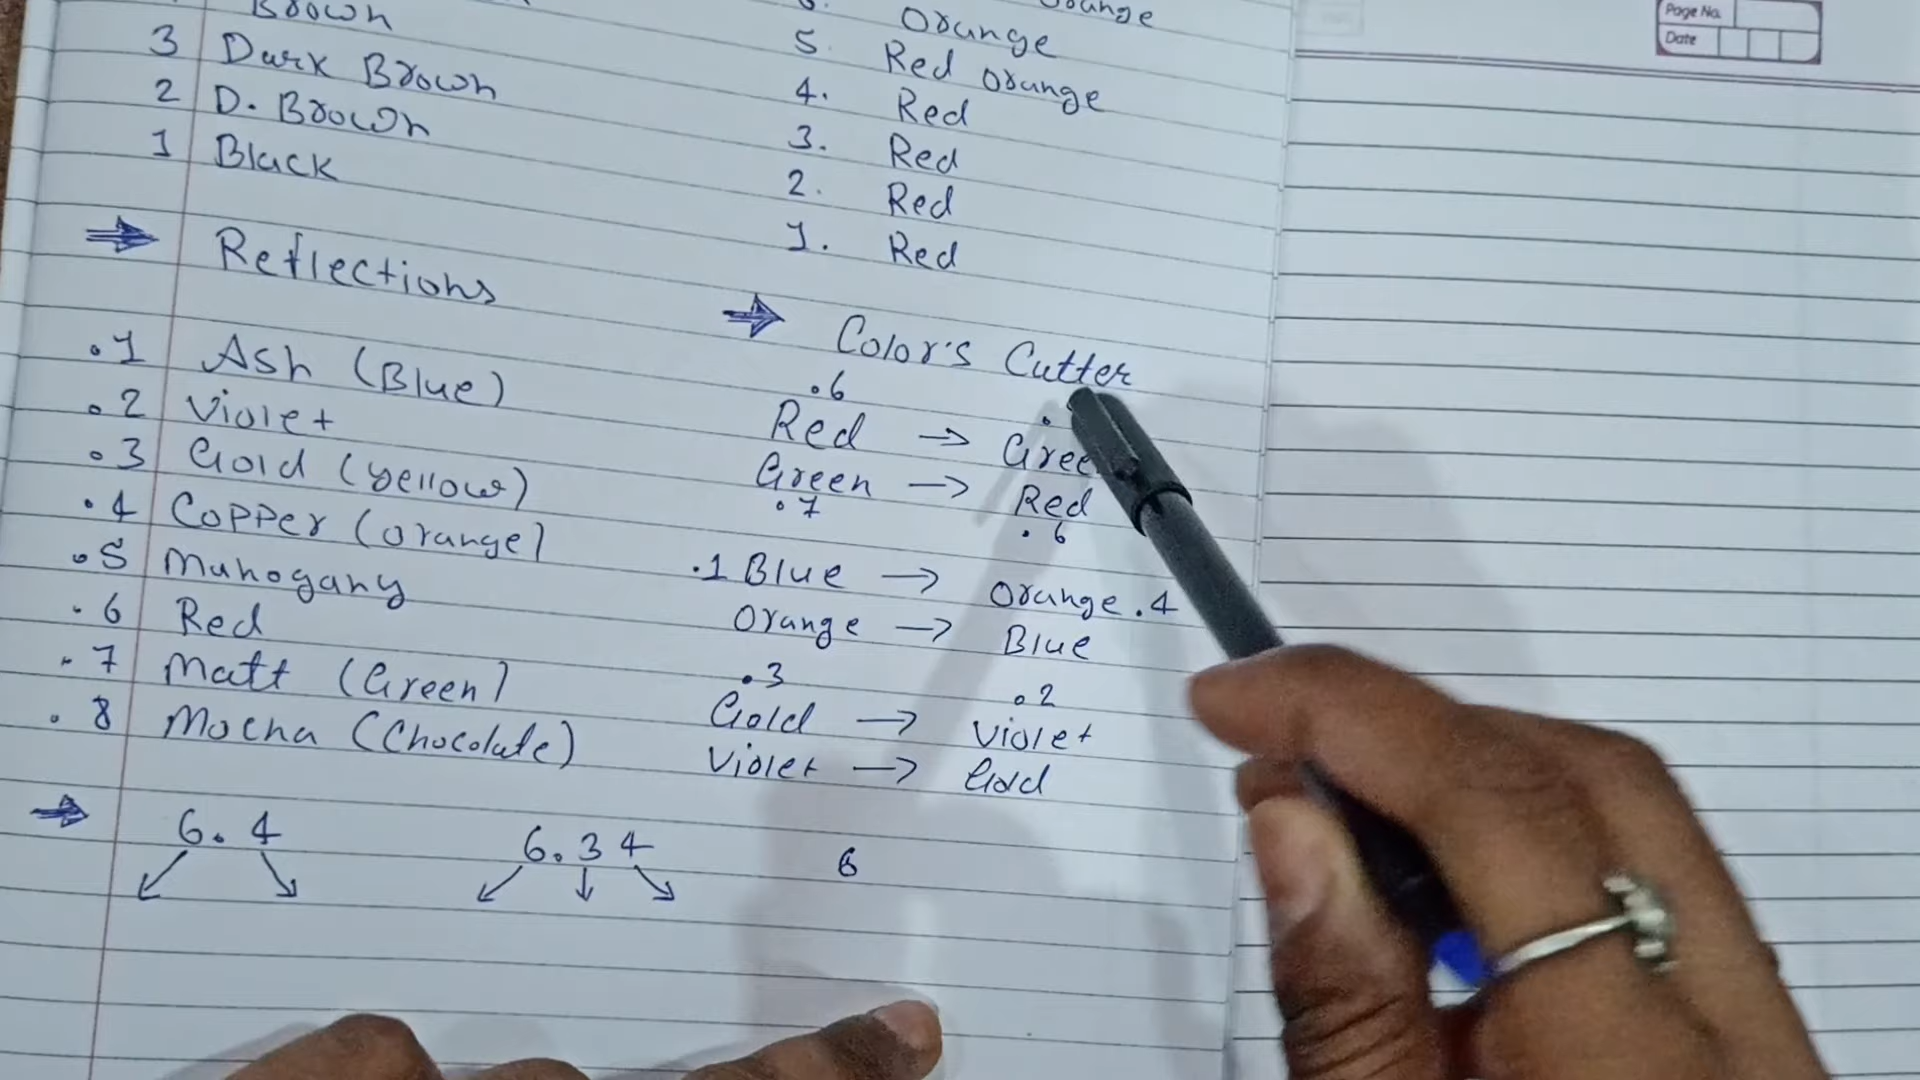 Brown
3 Dark Brown
2 D. Brown
1 Black
Orange
5. Red Orange
4. Red
3. Red
2. Red
1. Red
Page No.
Date
Reflections
.1 Ash (Blue)
.2 Violet
.3 Gold (Yellow)
.4 Copper (Orange)
.5 Mahogany
.6 Red
.7 Matt (Green)
.8 Mocha (Chocolate)
Color's Cutter
.6
Red → Green
Green → Red
.7 .6
.1 Blue → Orange .4
Orange → Blue
.3 .2
Gold → Violet
Violet → Gold
6.4 6.34 6